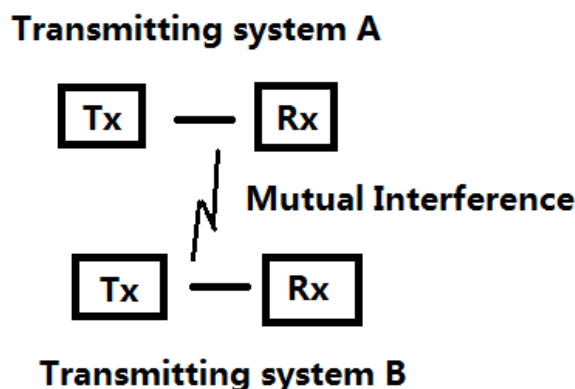 Transmitting system A
Tx Rx
Mutual Interference
Tx Rx
Transmitting system B